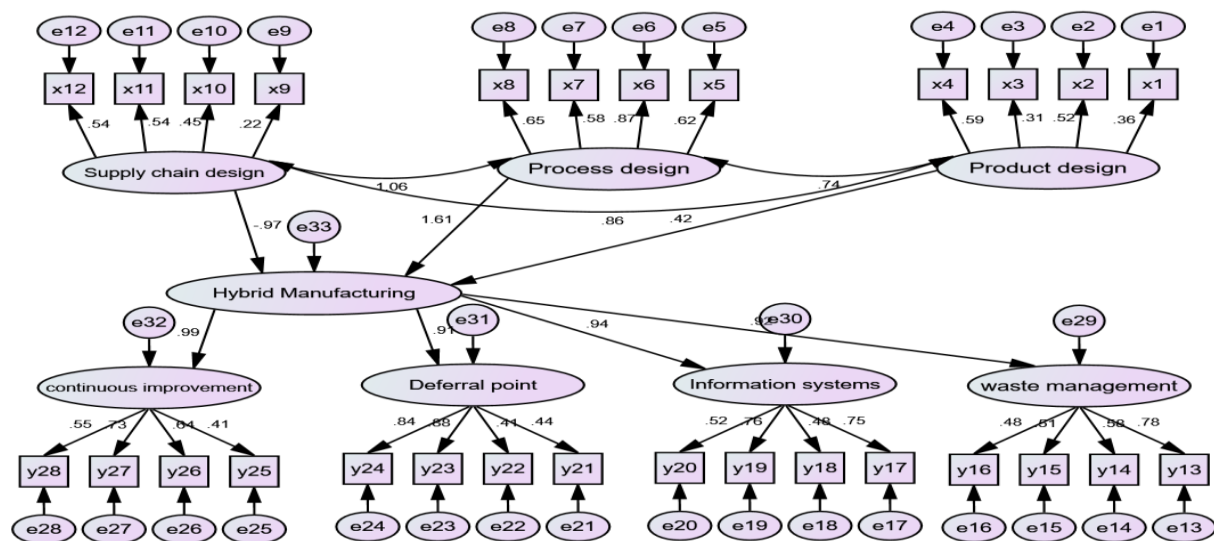 e12 e11 e10 e9 e8 e7 e6 e5 e4 e3 e2 e1
x12 x11 x10 x9 x8 x7 x6 x5 x4 x3 x2 x1
.54 .54 .45 .22 .65 .58 .87 .62 .59 .31 .52 .36
Supply chain design Process design Product design
1.06 .74
-.97 1.61 .86 .42
e33
Hybrid Manufacturing
e32 e31 e30 e29
.99 .91 .94 .92
continuous improvement Deferral point Information systems waste management
.55 .73 .64 .41 .84 .88 .41 .44 .52 .76 .48 .75 .48 .78
y28 y27 y26 y25 y24 y23 y22 y21 y20 y19 y18 y17 y16 y15 y14 y13
e28 e27 e26 e25 e24 e23 e22 e21 e20 e19 e18 e17 e16 e15 e14 e13